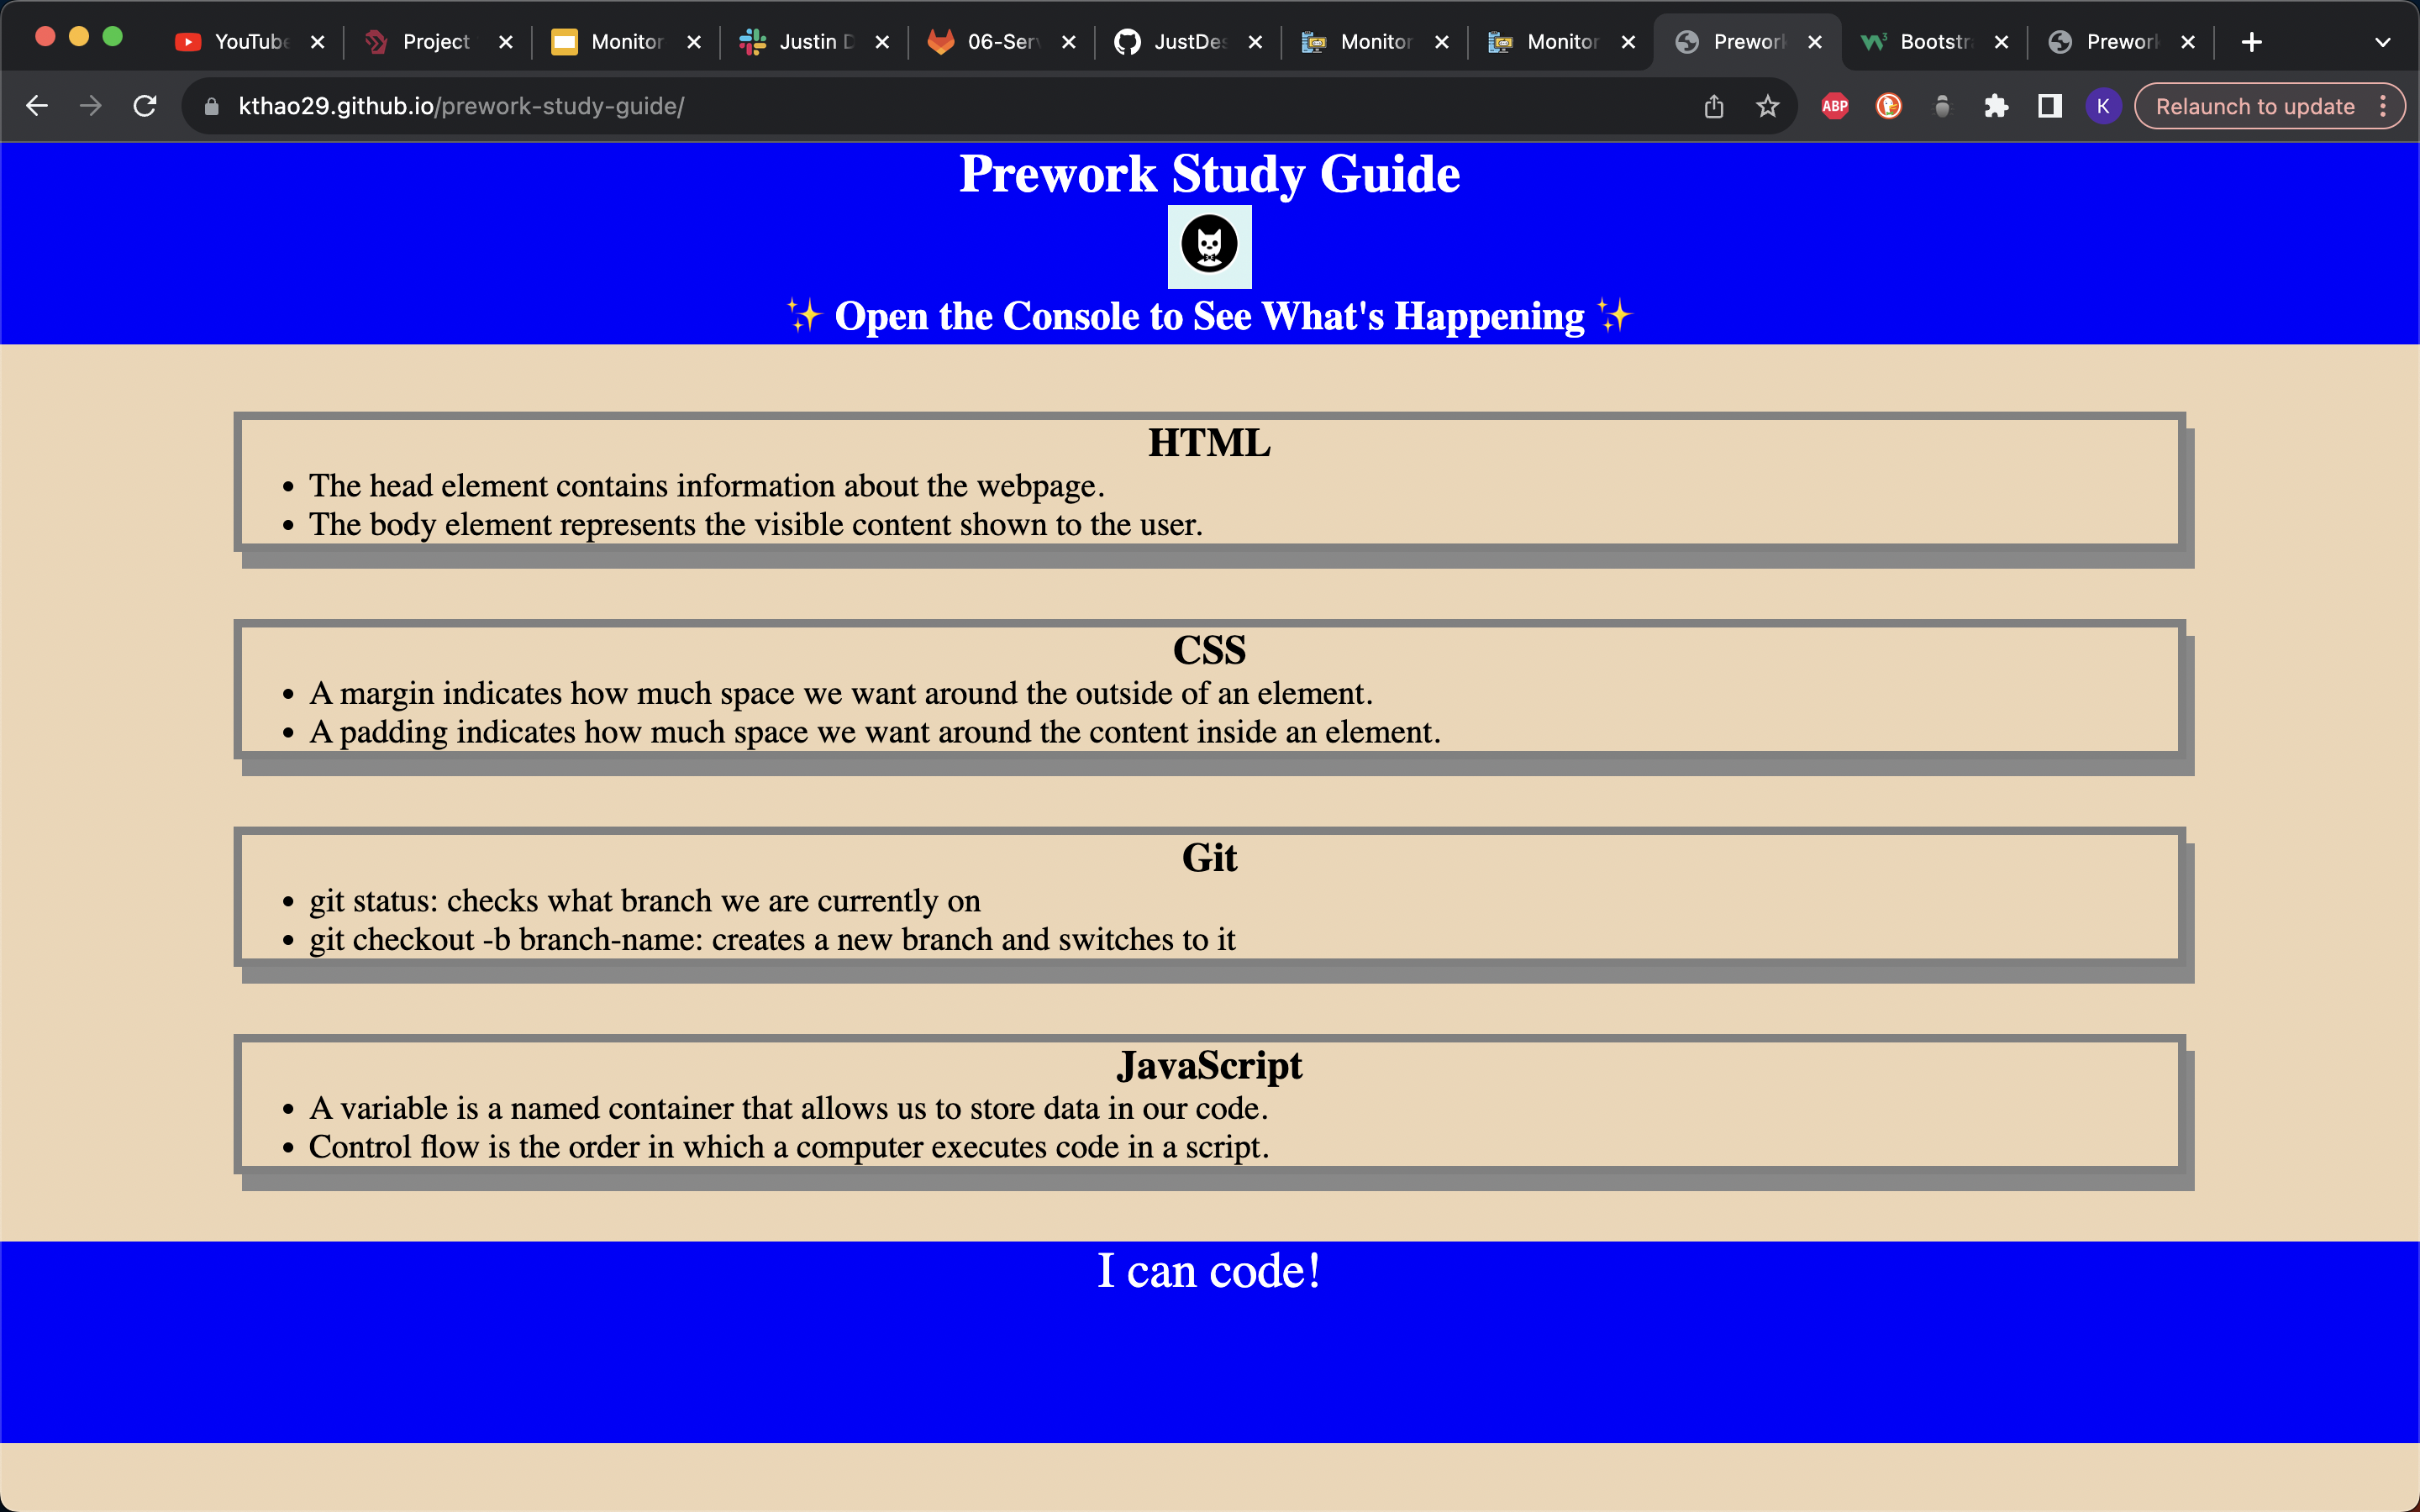 YouTube Project Monitor Justin D 06-Ser JustDes Monitor Monitor Prework Bootstr Prework
kthao29.github.io/prework-study-guide/ ABP K Relaunch to update
Prework Study Guide
✨ Open the Console to See What's Happening ✨
HTML
• The head element contains information about the webpage.
• The body element represents the visible content shown to the user.
CSS
• A margin indicates how much space we want around the outside of an element.
• A padding indicates how much space we want around the content inside an element.
Git
• git status: checks what branch we are currently on
• git checkout -b branch-name: creates a new branch and switches to it
JavaScript
• A variable is a named container that allows us to store data in our code.
• Control flow is the order in which a computer executes code in a script.
I can code!